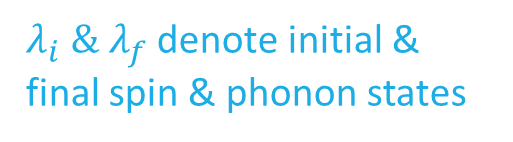 λᵢ & λ_f denote initial &
final spin & phonon states